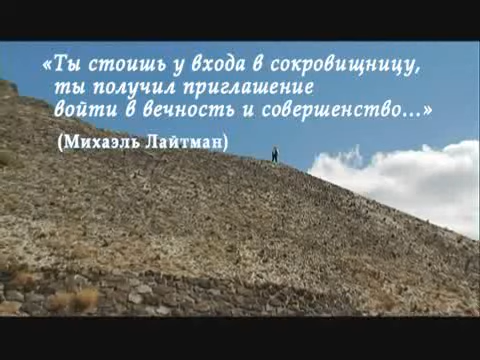 «Ты стоишь у входа в сокровищницу,
ты получил приглашение
войти в вечность и совершенство...»
(Михаэль Лайтман)